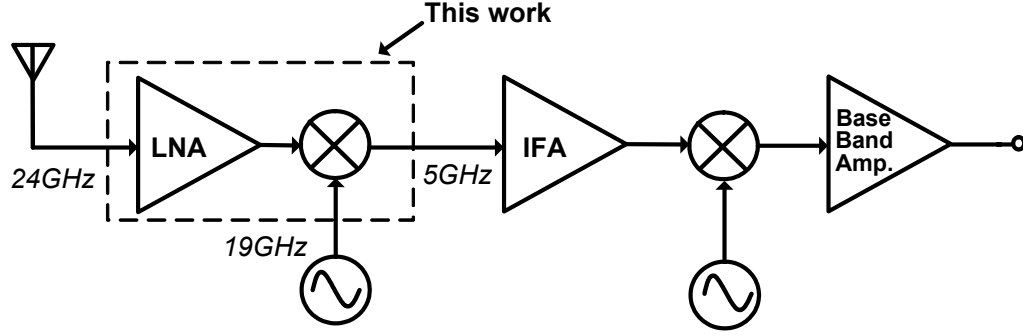 This work
LNA
IFA
Base
Band
Amp.
24GHz
5GHz
19GHz